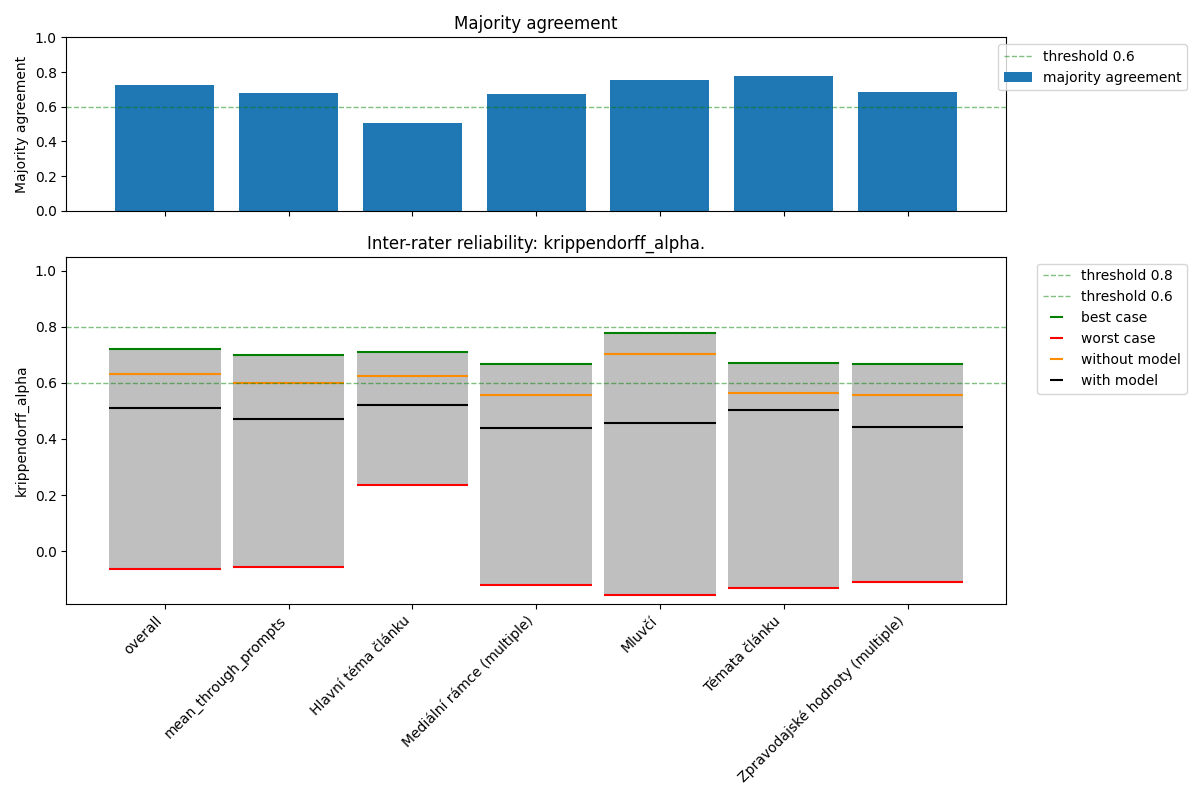 Majority agreement
Majority agreement
1.0
0.8
0.6
0.4
0.2
0.0
threshold 0.6
majority agreement
Inter-rater reliability: krippendorff_alpha.
krippendorff_alpha
1.0
0.8
0.6
0.4
0.2
0.0
threshold 0.8
threshold 0.6
best case
worst case
without model
with model
overall
mean_through_prompts
Hlavní téma článku
Mediální rámce (multiple)
Mluvčí
Témata článku
Zpravodajské hodnoty (multiple)